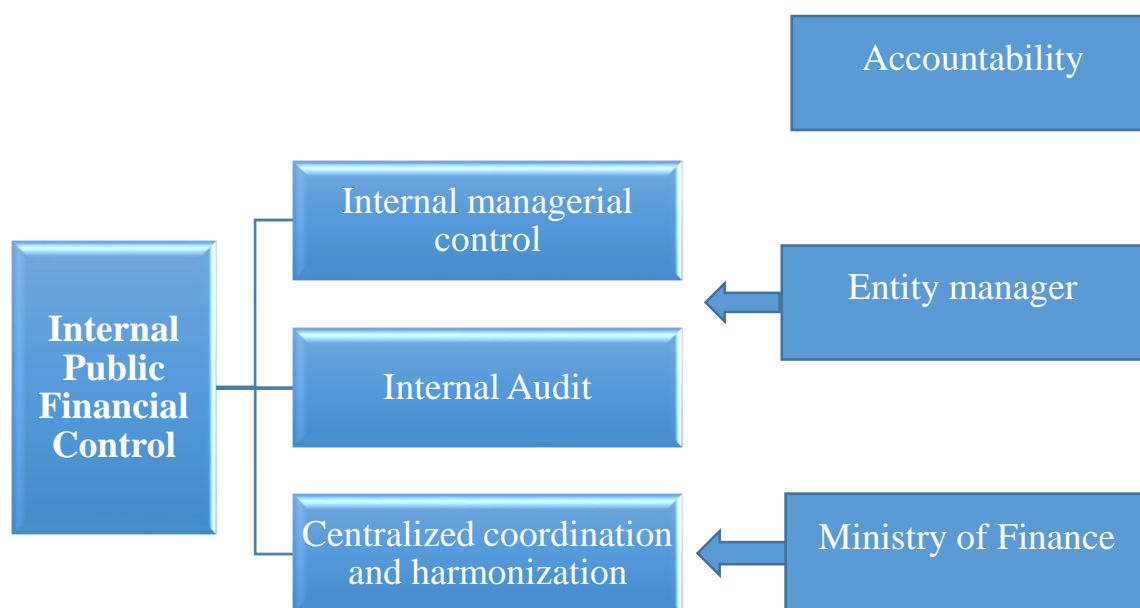 Accountability
Internal managerial
control
Entity manager
Internal
Public
Financial
Control
Internal Audit
Centralized coordination
and harmonization
Ministry of Finance